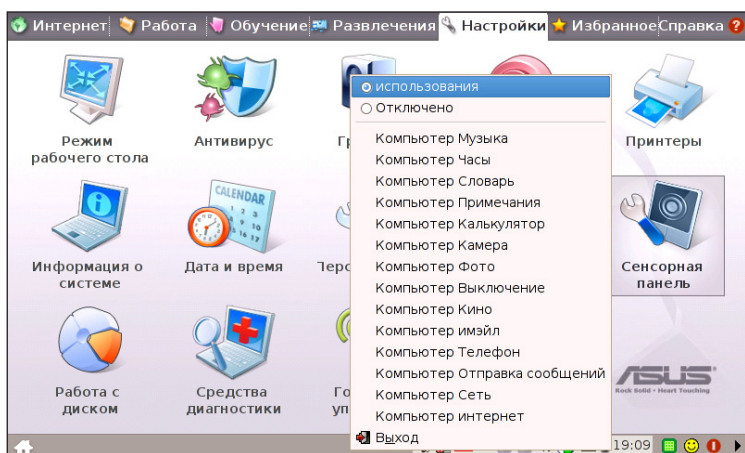 Интернет Работа Обучение Развлечения Настройки Избранное Справка
использования
Отключено
Компьютер Музыка
Компьютер Часы
Компьютер Словарь
Компьютер Примечания
Компьютер Калькулятор
Компьютер Камера
Компьютер Фото
Компьютер Выключение
Компьютер Кино
Компьютер имэйл
Компьютер Телефон
Компьютер Отправка сообщений
Компьютер Сеть
Компьютер интернет
Выход
Режим
рабочего стола
Антивирус
Принтеры
CALENDAR
Информация о
системе
Дата и время
Сенсорная
панель
Работа с
диском
Средства
диагностики
ASUS
Rock Solid • Heart Touching
19:09